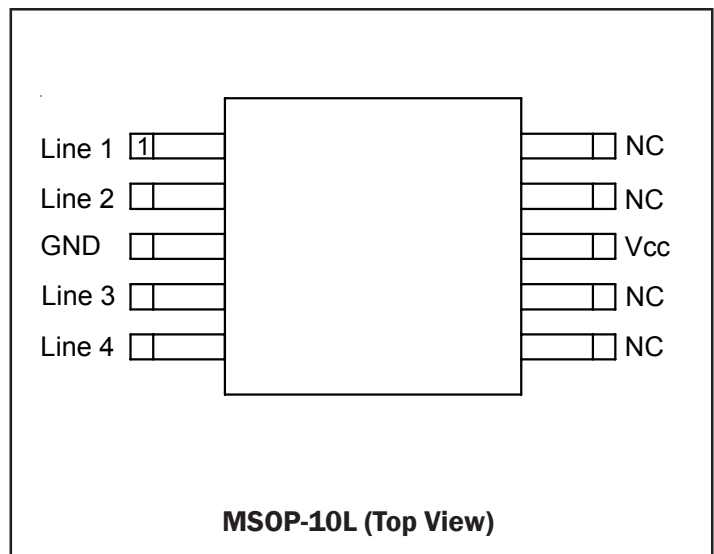 Line 1 1 NC
Line 2 NC
GND Vcc
Line 3 NC
Line 4 NC
MSOP-10L (Top View)